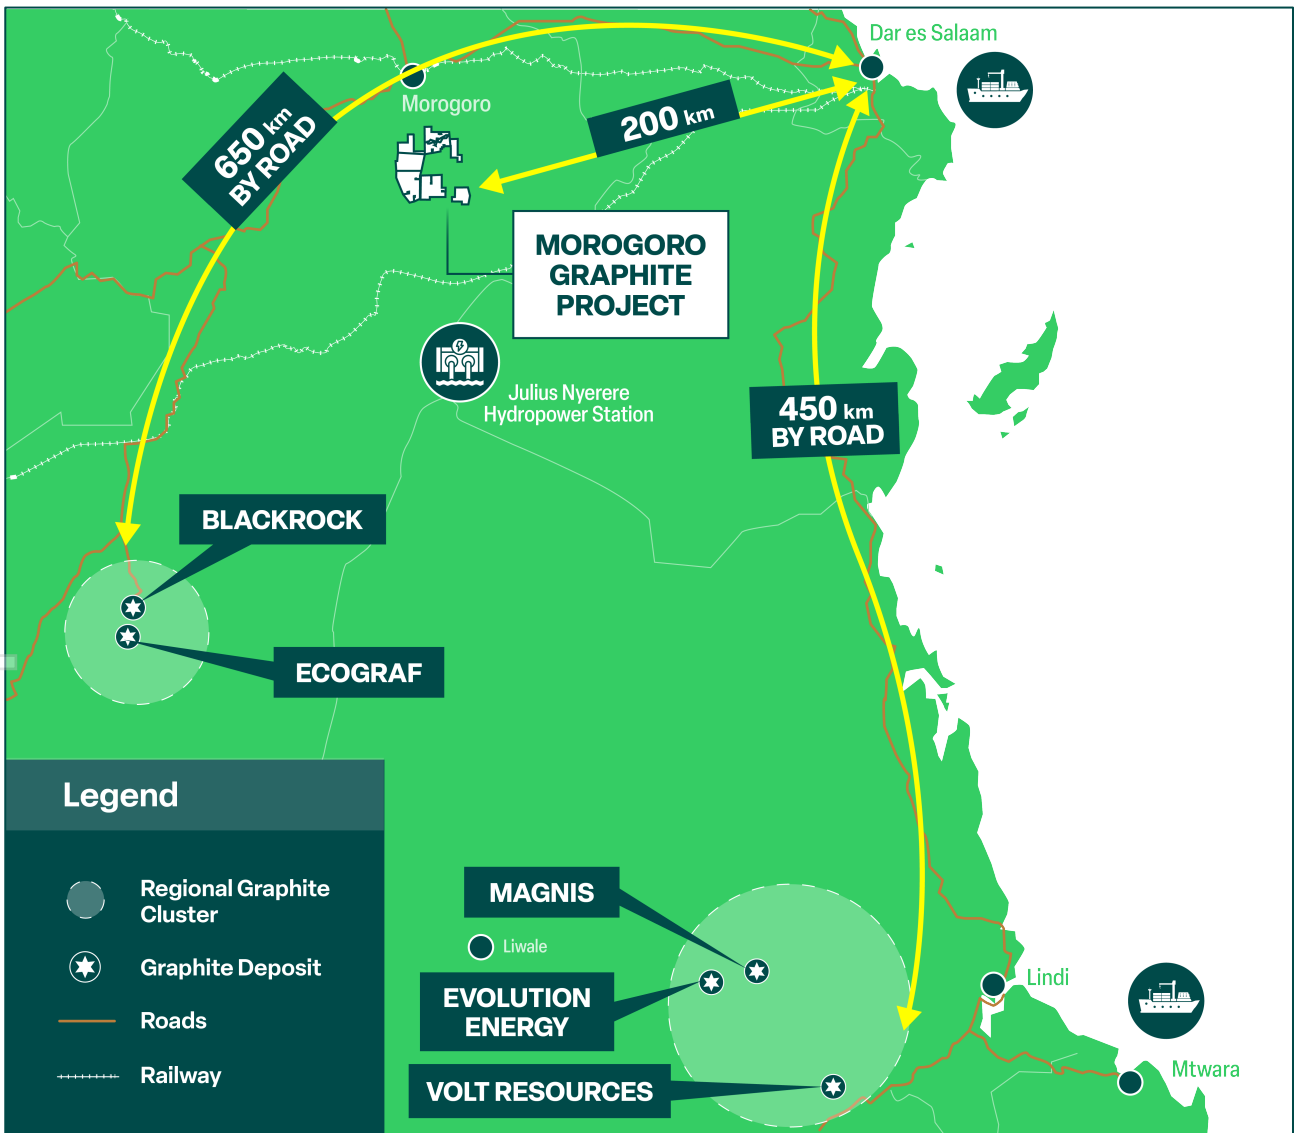 Dar es Salaam
Morogoro
650 km
BY ROAD
200 km
MOROGORO
GRAPHITE
PROJECT
Julius Nyerere
Hydropower Station
450 km
BY ROAD
BLACKROCK
ECOGRAF
Legend
Regional Graphite
Cluster
Graphite Deposit
Roads
Railway
MAGNIS
Liwale
EVOLUTION
ENERGY
VOLT RESOURCES
Lindi
Mtwara